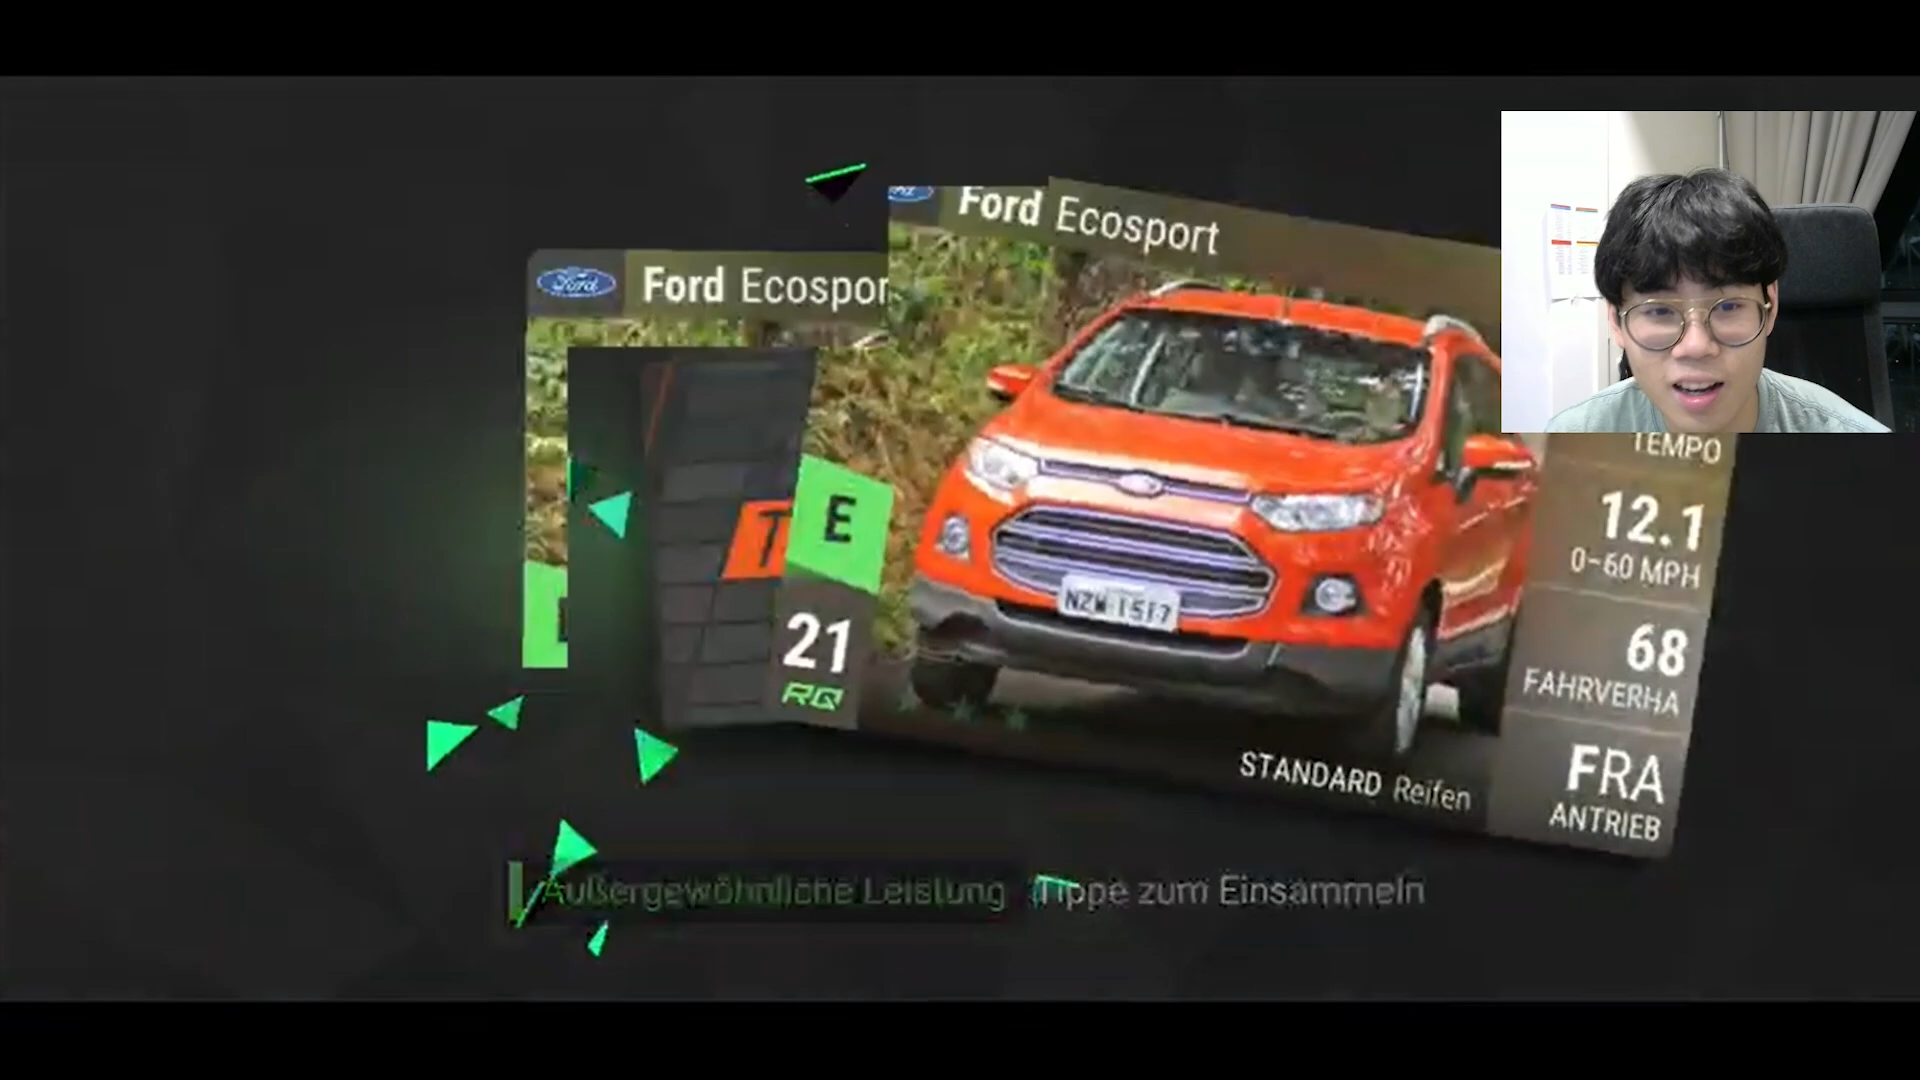 Ford Ecosport
Ford
Ford Ecospor
TEMPO
12.1
0-60 MPH
68
FAHRVERHA
FRA
ANTRIEB
T
E
21
RQ
NZW-1517
STANDARD Reifen
Außergewöhnliche Leistung Tippe zum Einsammeln